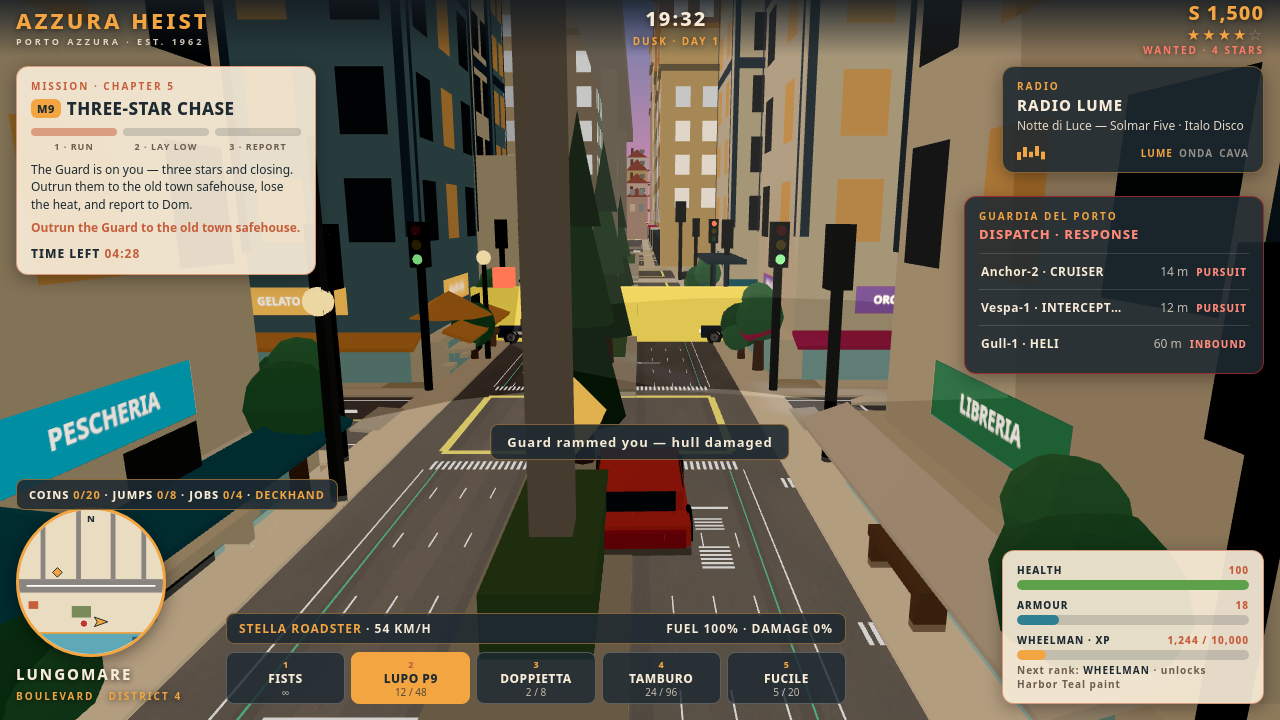 AZZURA HEIST
PORTO AZZURA · EST. 1962
19:32
DUSK · DAY 1
S 1,500
★★★★☆
WANTED · 4 STARS
MISSION · CHAPTER 5
M9 THREE-STAR CHASE
1 · RUN 2 · LAY LOW 3 · REPORT
The Guard is on you — three stars and closing.
Outrun them to the old town safehouse, lose
the heat, and report to Dom.
Outrun the Guard to the old town safehouse.
TIME LEFT 04:28
RADIO
RADIO LUME
Notte di Luce — Solmar Five · Italo Disco
LUME ONDA CAVA
GUARDIA DEL PORTO
DISPATCH · RESPONSE
Anchor-2 · CRUISER 14 m PURSUIT
Vespa-1 · INTERCEPT… 12 m PURSUIT
Gull-1 · HELI 60 m INBOUND
GELATO
PESCHERIA
LIBRERIA
Guard rammed you — hull damaged
COINS 0/20 · JUMPS 0/8 · JOBS 0/4 · DECKHAND
N
LUNGOMARE
BOULEVARD · DISTRICT 4
STELLA ROADSTER · 54 KM/H FUEL 100% · DAMAGE 0%
1 2 3 4 5
FISTS LUPO P9 DOPPIETTA TAMBURO FUCILE
∞ 12 / 48 2 / 8 24 / 96 5 / 20
HEALTH 100
ARMOUR 18
WHEELMAN · XP 1,244 / 10,000
Next rank: WHEELMAN · unlocks
Harbor Teal paint